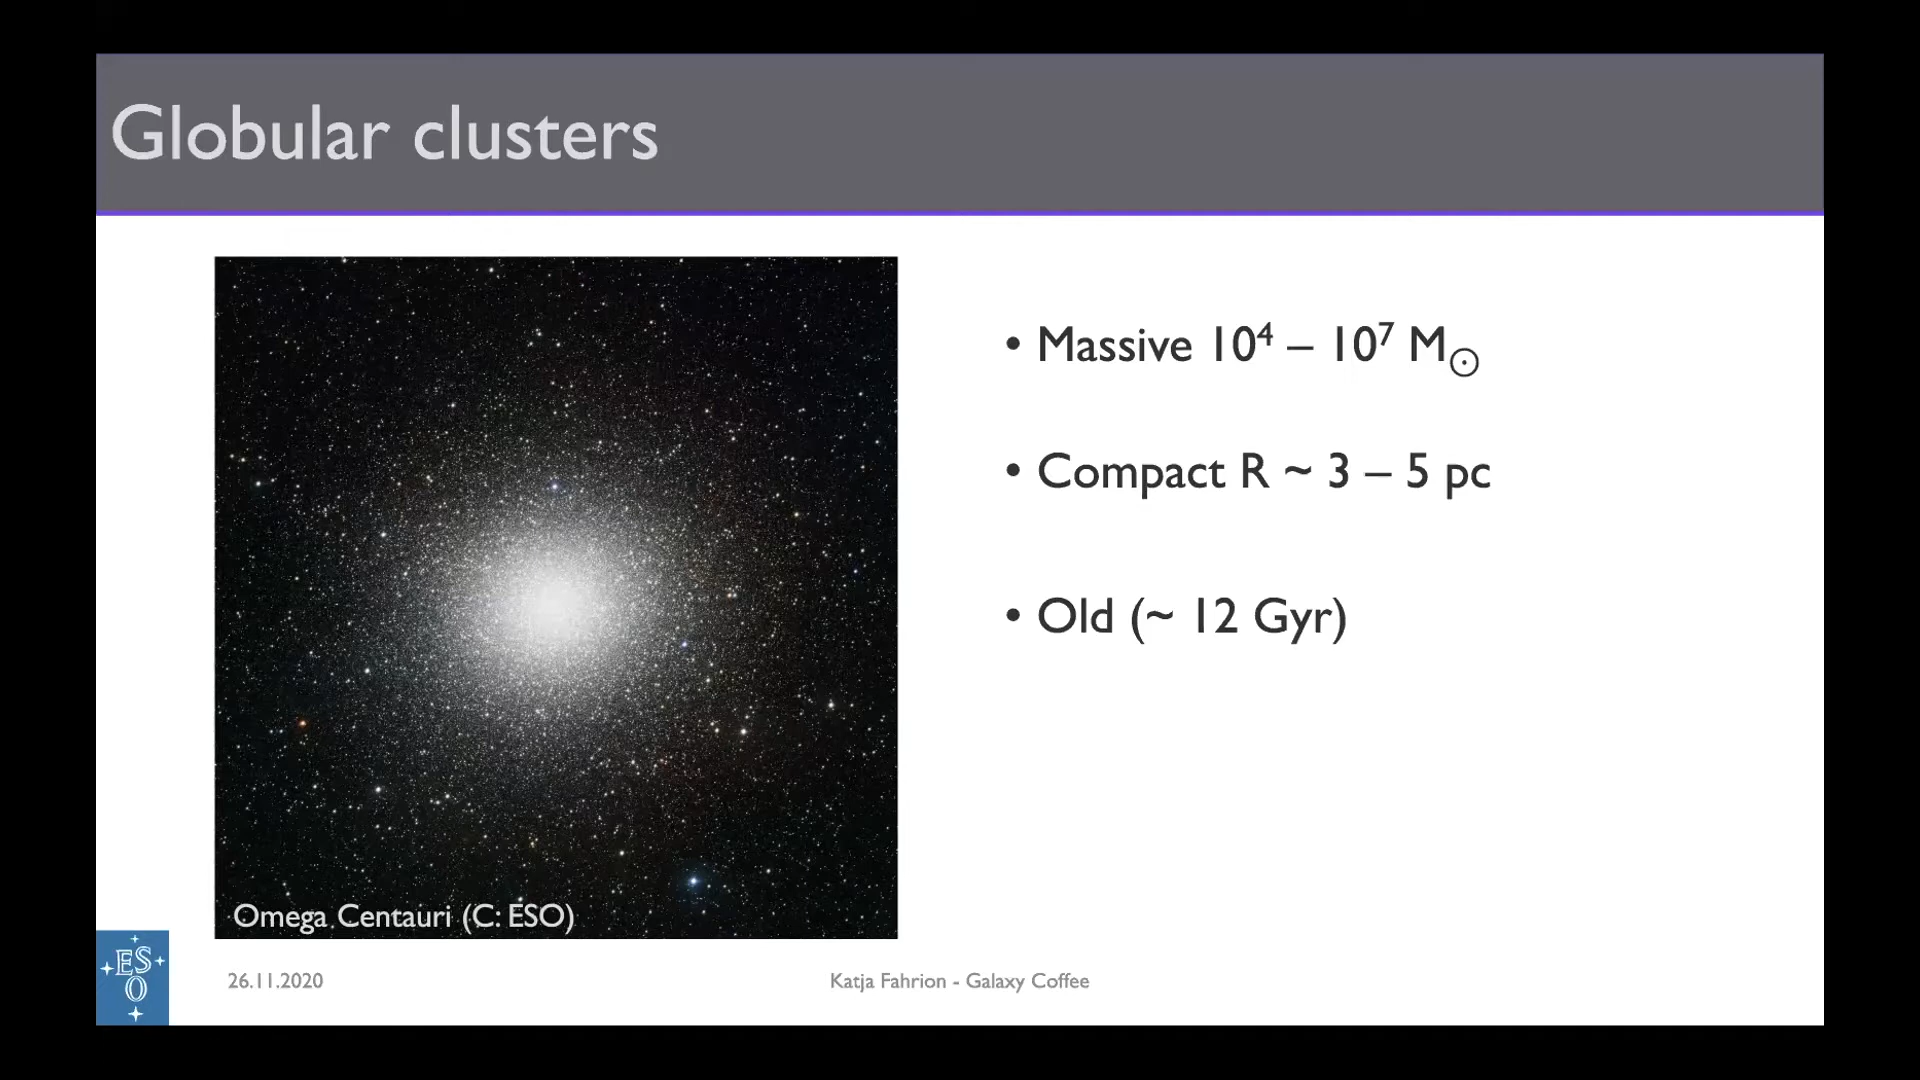 Globular clusters
• Massive 10⁴ – 10⁷ M☉
• Compact R ~ 3 – 5 pc
• Old (~ 12 Gyr)
Omega Centauri (C: ESO)
ES
O
26.11.2020
Katja Fahrion - Galaxy Coffee